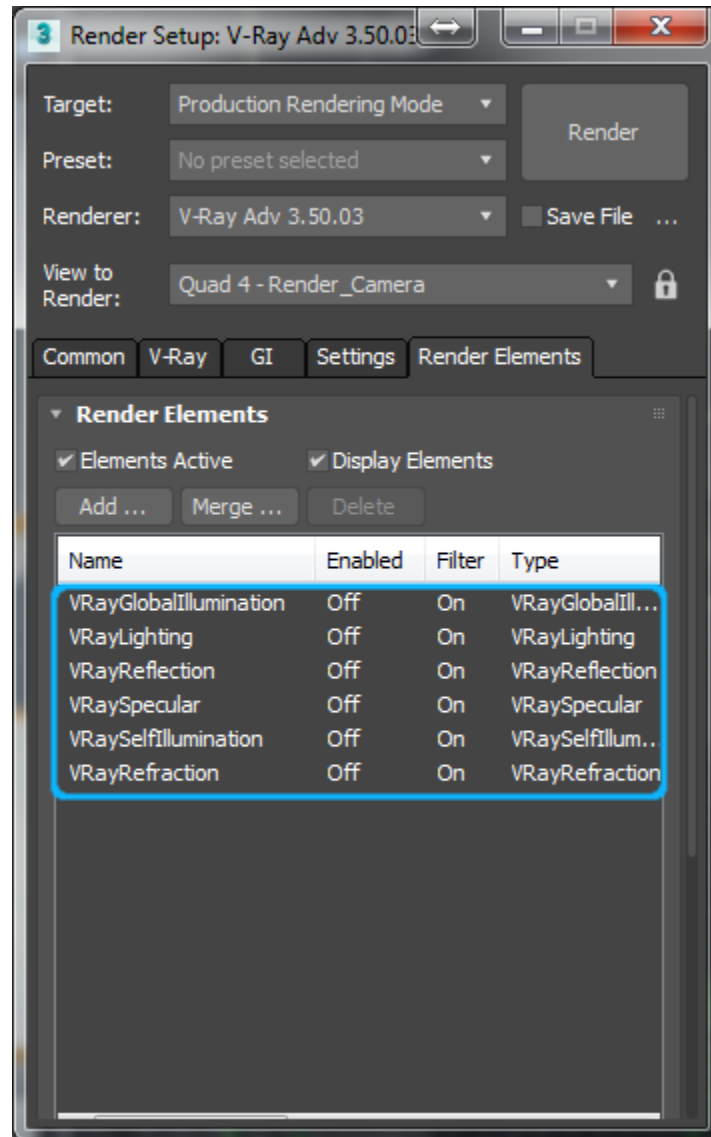 3 Render Setup: V-Ray Adv 3.50.03
Target: Production Rendering Mode
Render
Preset: No preset selected
Renderer: V-Ray Adv 3.50.03 Save File ...
View to Render: Quad 4 - Render_Camera
Common V-Ray GI Settings Render Elements
Render Elements
Elements Active Display Elements
Add ... Merge ... Delete
Name Enabled Filter Type
VRayGlobalIllumination Off On VRayGlobalIll...
VRayLighting Off On VRayLighting
VRayReflection Off On VRayReflection
VRaySpecular Off On VRaySpecular
VRaySelfIllumination Off On VRaySelfIllum...
VRayRefraction Off On VRayRefraction